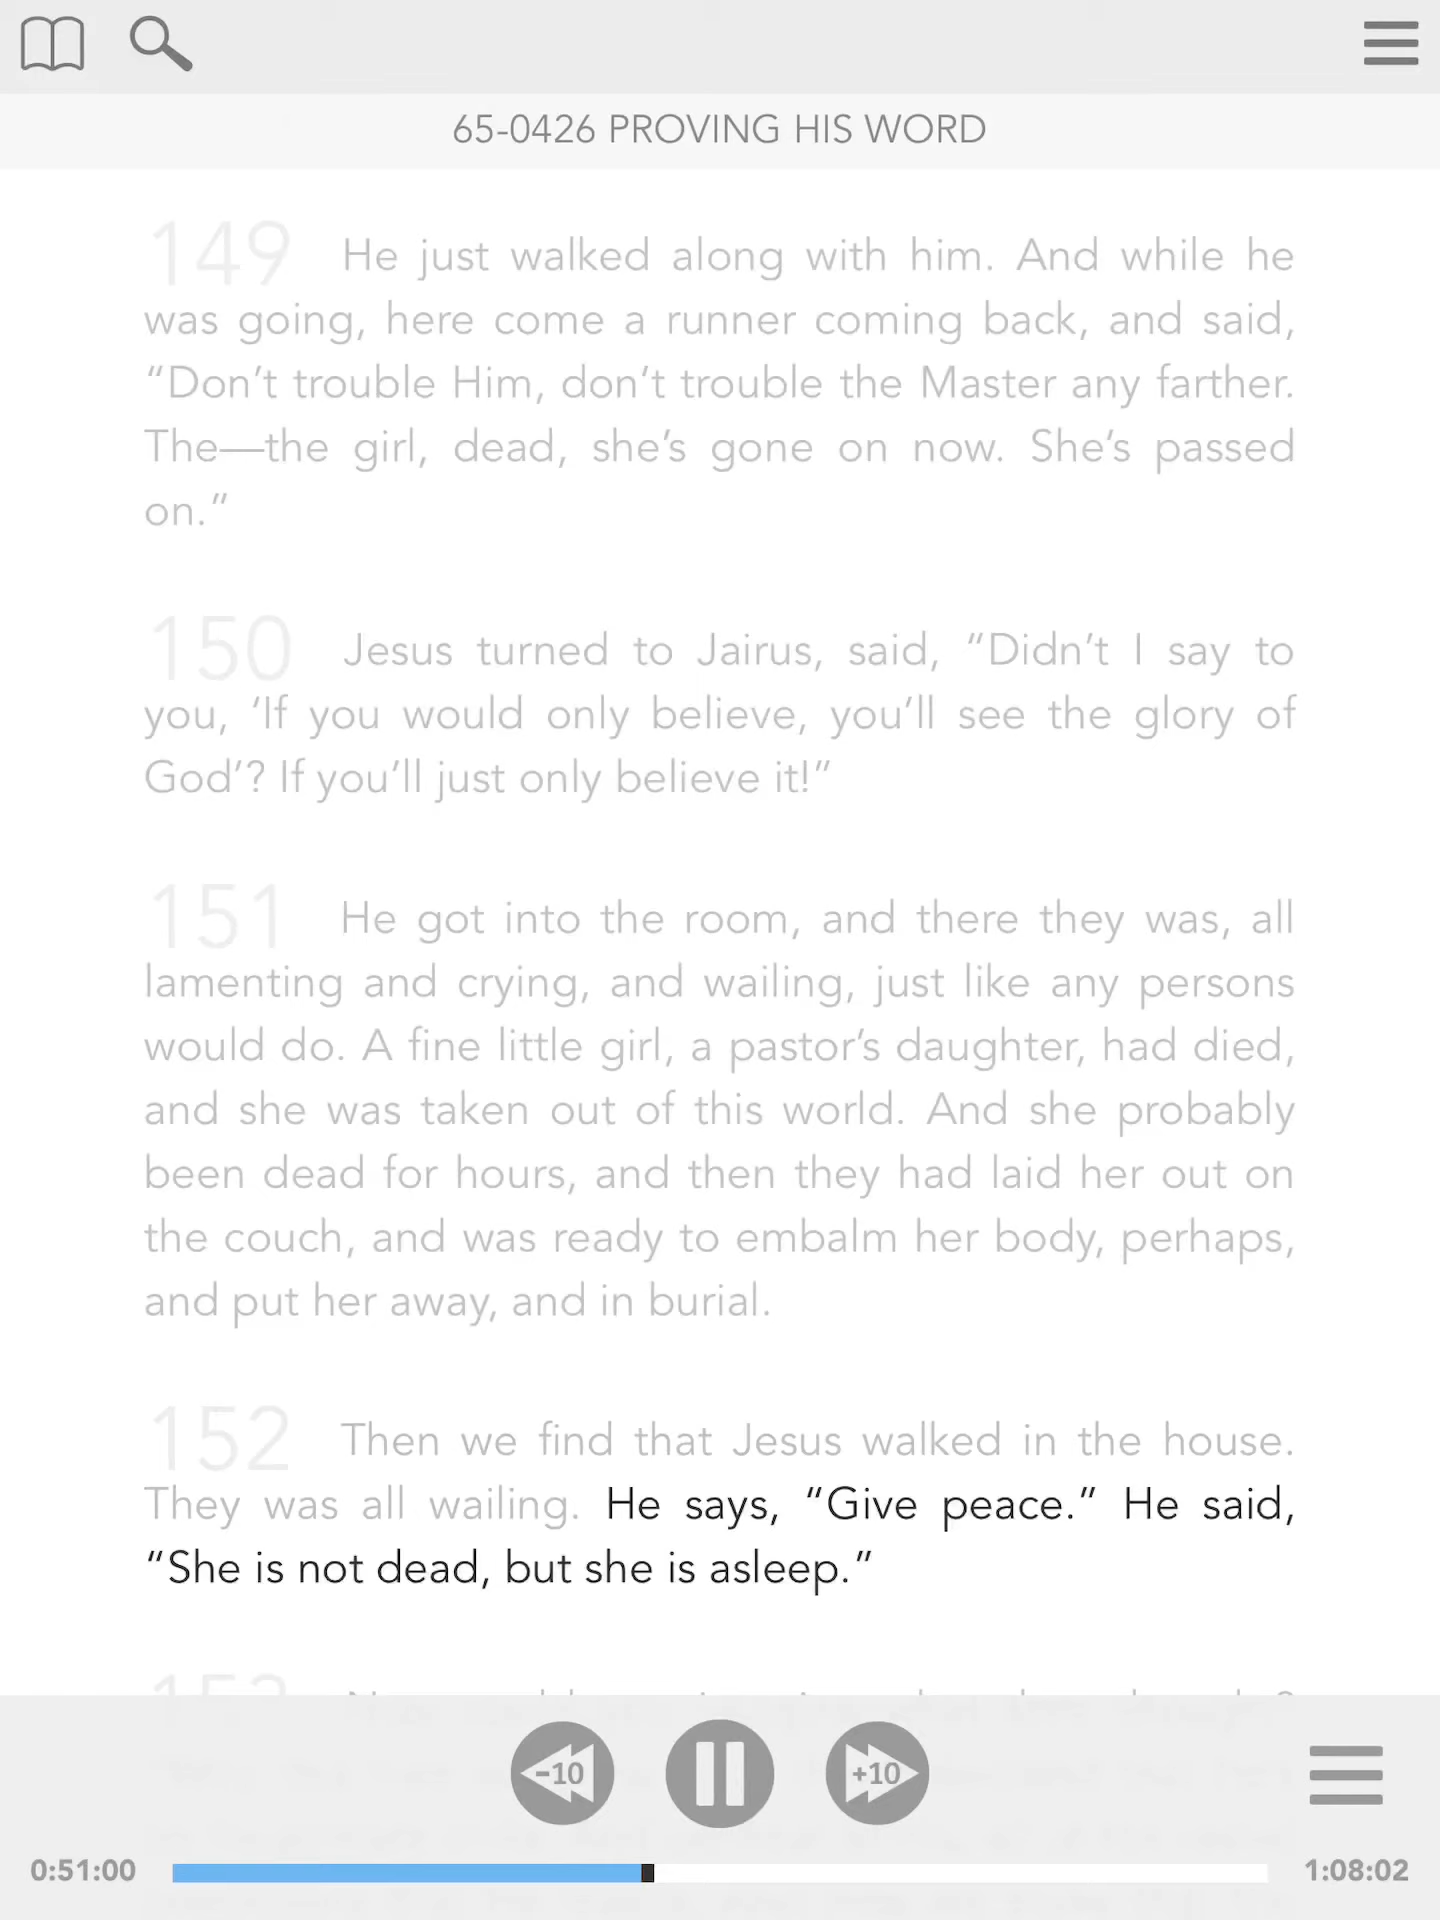 65-0426 PROVING HIS WORD
149 He just walked along with him. And while he
was going, here come a runner coming back, and said,
“Don’t trouble Him, don’t trouble the Master any farther.
The—the girl, dead, she’s gone on now. She’s passed
on.”
150 Jesus turned to Jairus, said, “Didn’t I say to
you, ‘If you would only believe, you’ll see the glory of
God’? If you’ll just only believe it!”
151 He got into the room, and there they was, all
lamenting and crying, and wailing, just like any persons
would do. A fine little girl, a pastor’s daughter, had died,
and she was taken out of this world. And she probably
been dead for hours, and then they had laid her out on
the couch, and was ready to embalm her body, perhaps,
and put her away, and in burial.
152 Then we find that Jesus walked in the house.
They was all wailing. He says, “Give peace.” He said,
“She is not dead, but she is asleep.”
153
-10 +10
0:51:00 1:08:02